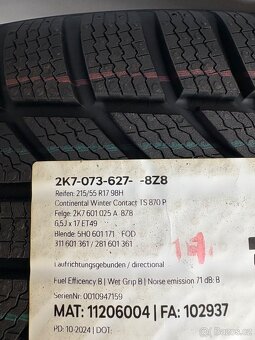 2K7-073-627- -8Z8
Reifen: 215/55 R17 98H
Continental Winter Contact TS 870 P
Felge: 2K7 601 025 A 8Z8
6,5J x 17 ET49
Blende: 5H0 601 171 FOD
311 601 361 / 281 601 361
Laufrichtungsgebunden / directional
Fuel Efficency B | Wet Grip B | Noise emission 71 dB: B
SerienNr: 0010947159
MAT: 11206004 | FA: 102937
PD: 10-2024 | DOT: